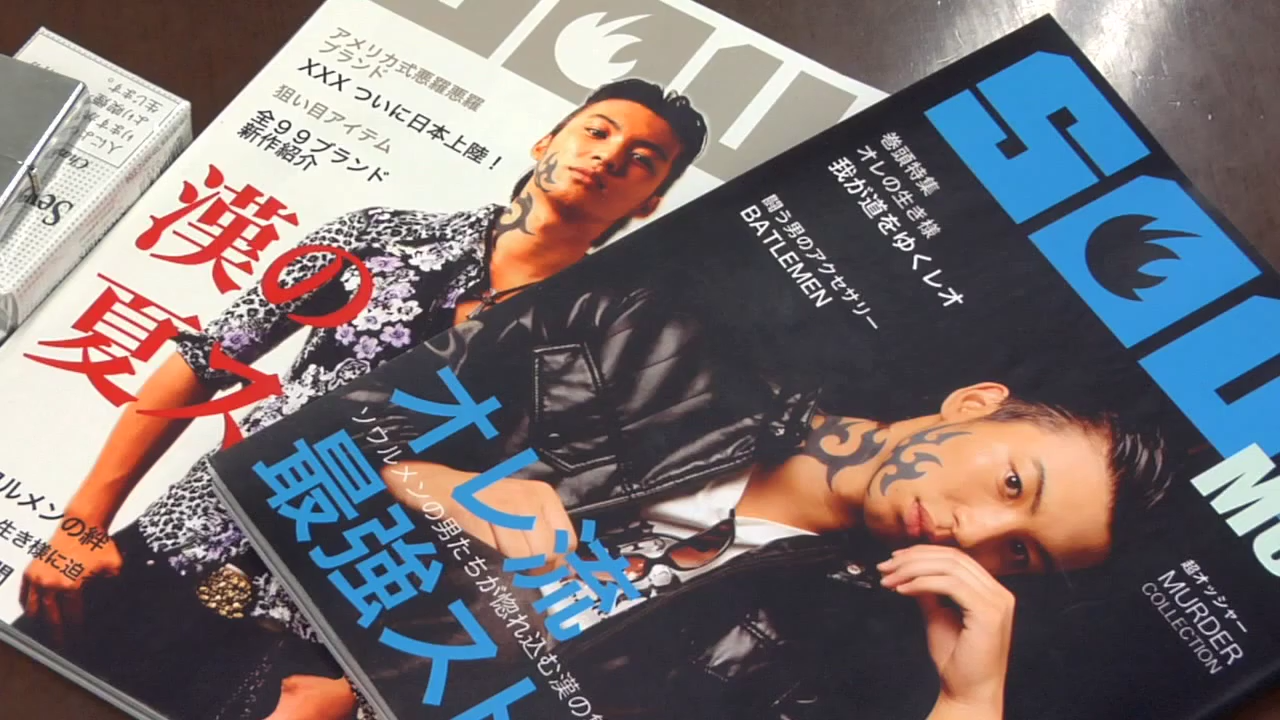 アメリカ式悪羅悪羅
ブランド
XXX ついに日本上陸！
狙い目アイテム
全99ブランド
新作紹介
漢の
夏ス
ルメンの絆
生き様に迫
Sev
SOUL
巻頭特集
オレの生き様
我が道をゆくレオ
闘う男のアクセサリー
BATLEMEN
オレ流
ソウルメンの男たちが惚れ込む漢の
最強スト
超オッシャー
MURDER
COLLECTION